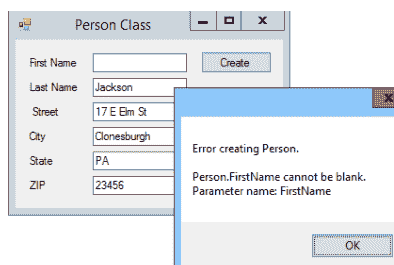 Person Class
First Name
Create
Last Name Jackson
Street 17 E Elm St
City Clonesburgh
State PA
ZIP 23456
Error creating Person.
Person.FirstName cannot be blank.
Parameter name: FirstName
OK